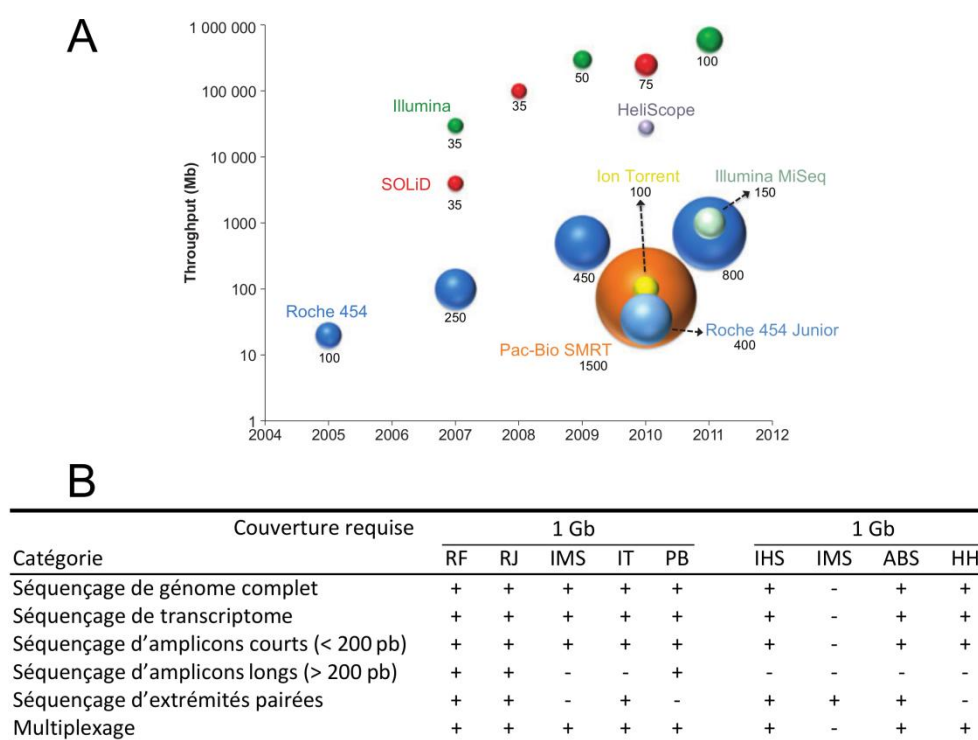 A
1 000 000
100 000
10 000
1000
100
10
1
Throughput (Mb)
2004 2005 2006 2007 2008 2009 2010 2011 2012
Roche 454
100
250
450
800
Illumina
35
50
100
SOLiD
35
35
75
HeliScope
Ion Torrent
100
Illumina MiSeq
150
Pac-Bio SMRT
1500
Roche 454 Junior
400
B
Couverture requise 1 Gb 1 Gb
Catégorie RF RJ IMS IT PB IHS IMS ABS HH
Séquençage de génome complet + + + + + + - + +
Séquençage de transcriptome + + + + + + - + +
Séquençage d'amplicons courts (< 200 pb) + + + + + + - + +
Séquençage d'amplicons longs (> 200 pb) + + - - + - - - -
Séquençage d'extrémités pairées + + - + - + + + -
Multiplexage + + + + + + - + +